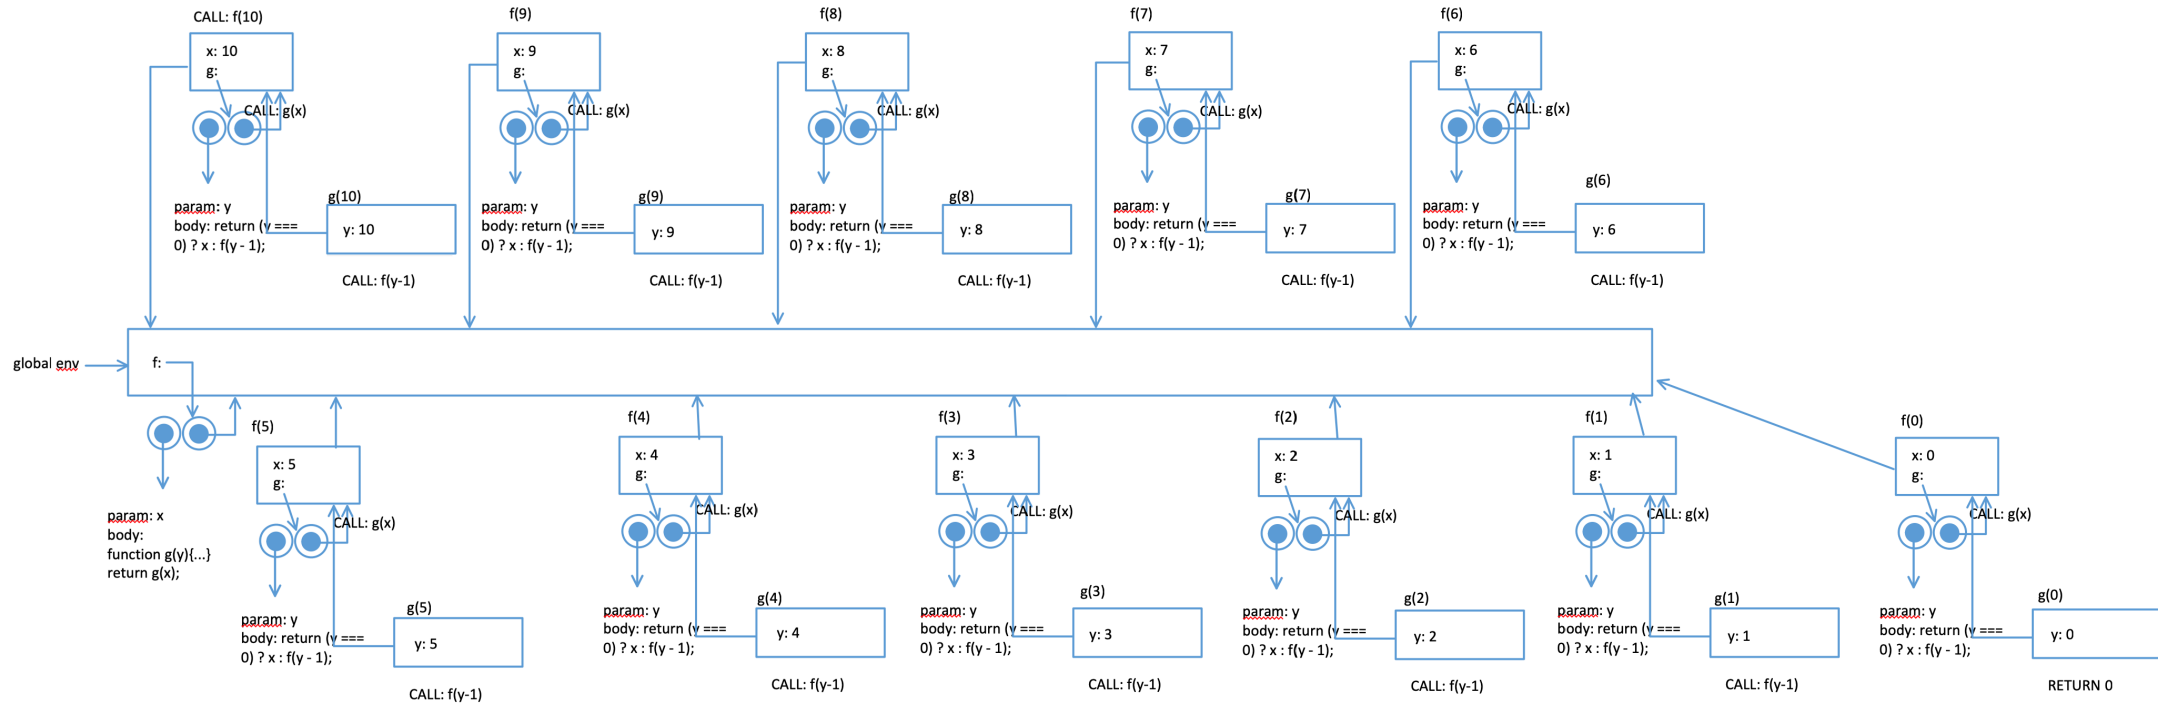 CALL: f(10)
x: 10
g:
CALL: g(x)
param: y
body: return (y ===
0) ? x : f(y - 1);
g(10)
y: 10
CALL: f(y-1)
f(9)
x: 9
g:
CALL: g(x)
param: y
body: return (y ===
0) ? x : f(y - 1);
g(9)
y: 9
CALL: f(y-1)
f(8)
x: 8
g:
CALL: g(x)
param: y
body: return (y ===
0) ? x : f(y - 1);
g(8)
y: 8
CALL: f(y-1)
f(7)
x: 7
g:
CALL: g(x)
param: y
body: return (y ===
0) ? x : f(y - 1);
g(7)
y: 7
CALL: f(y-1)
f(6)
x: 6
g:
CALL: g(x)
param: y
body: return (y ===
0) ? x : f(y - 1);
g(6)
y: 6
CALL: f(y-1)
global env
f:
param: x
body:
function g(y){...}
return g(x);
f(5)
x: 5
g:
CALL: g(x)
param: y
body: return (y ===
0) ? x : f(y - 1);
g(5)
y: 5
CALL: f(y-1)
f(4)
x: 4
g:
CALL: g(x)
param: y
body: return (y ===
0) ? x : f(y - 1);
g(4)
y: 4
CALL: f(y-1)
f(3)
x: 3
g:
CALL: g(x)
param: y
body: return (y ===
0) ? x : f(y - 1);
g(3)
y: 3
CALL: f(y-1)
f(2)
x: 2
g:
CALL: g(x)
param: y
body: return (y ===
0) ? x : f(y - 1);
g(2)
y: 2
CALL: f(y-1)
f(1)
x: 1
g:
CALL: g(x)
param: y
body: return (y ===
0) ? x : f(y - 1);
g(1)
y: 1
CALL: f(y-1)
f(0)
x: 0
g:
CALL: g(x)
param: y
body: return (y ===
0) ? x : f(y - 1);
g(0)
y: 0
RETURN 0